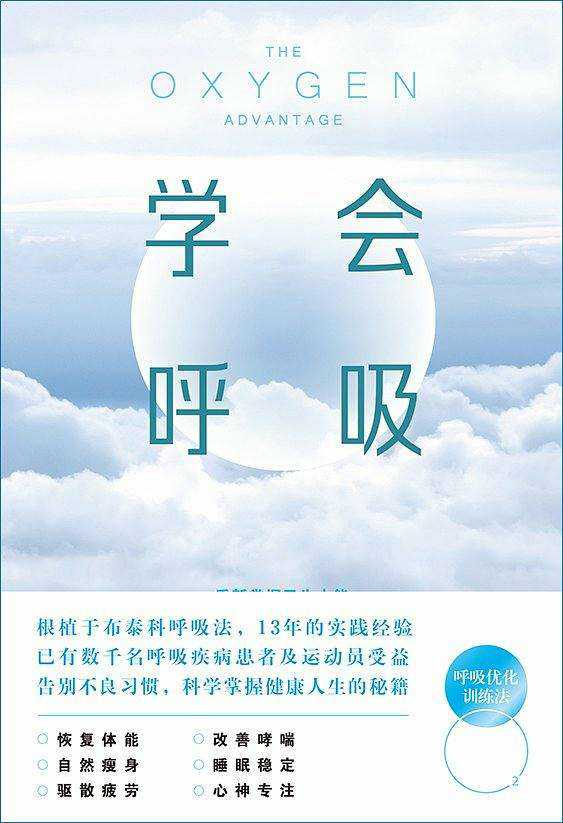 THE
OXYGEN
ADVANTAGE
学会
呼吸
根植于布泰科呼吸法，13年的实践经验
已有数千名呼吸疾病患者及运动员受益
告别不良习惯，科学掌握健康人生的秘籍
呼吸优化
训练法
2
○ 恢复体能 ○ 改善哮喘
○ 自然瘦身 ○ 睡眠稳定
○ 驱散疲劳 ○ 心神专注